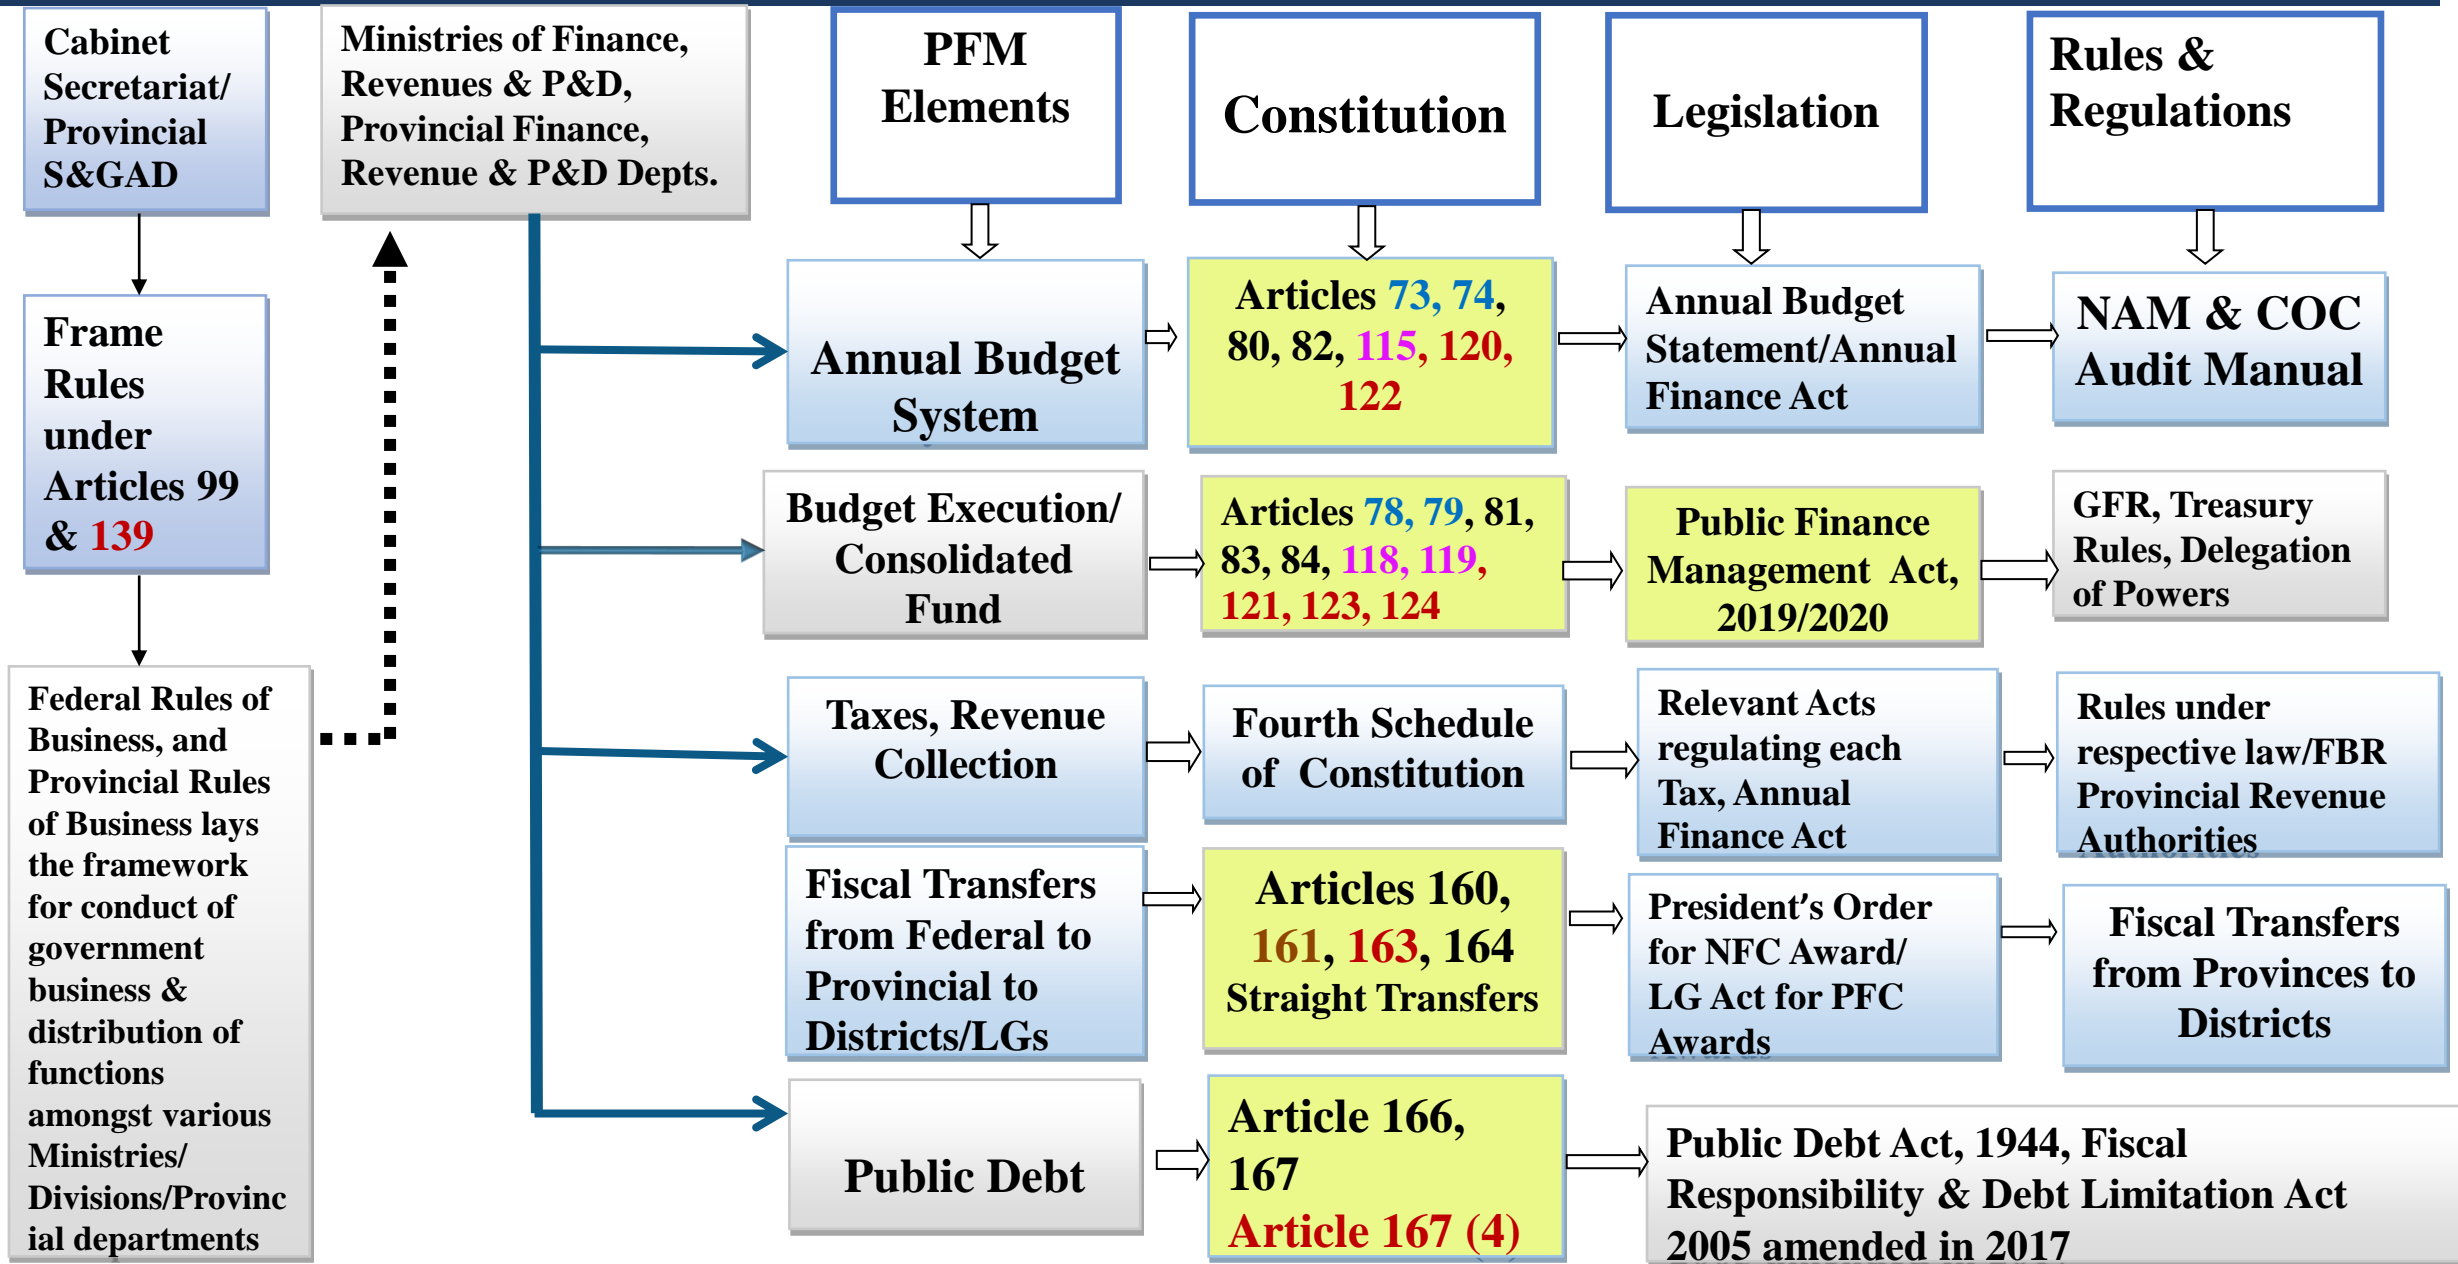 Cabinet
Secretariat/
Provincial
S&GAD
Ministries of Finance,
Revenues & P&D,
Provincial Finance,
Revenue & P&D Depts.
PFM
Elements
Constitution
Legislation
Rules &
Regulations
Frame
Rules
under
Articles 99
& 139
Federal Rules of
Business, and
Provincial Rules
of Business lays
the framework
for conduct of
government
business &
distribution of
functions
amongst various
Ministries/
Divisions/Provinc
ial departments
Annual Budget
System
Articles 73, 74,
80, 82, 115, 120,
122
Annual Budget
Statement/Annual
Finance Act
NAM & COC
Audit Manual
Budget Execution/
Consolidated
Fund
Articles 78, 79, 81,
83, 84, 118, 119,
121, 123, 124
Public Finance
Management Act,
2019/2020
GFR, Treasury
Rules, Delegation
of Powers
Taxes, Revenue
Collection
Fourth Schedule
of Constitution
Relevant Acts
regulating each
Tax, Annual
Finance Act
Rules under
respective law/FBR
Provincial Revenue
Authorities
Fiscal Transfers
from Federal to
Provincial to
Districts/LGs
Articles 160,
161, 163, 164
Straight Transfers
President's Order
for NFC Award/
LG Act for PFC
Awards
Fiscal Transfers
from Provinces to
Districts
Public Debt
Article 166,
167
Article 167 (4)
Public Debt Act, 1944, Fiscal
Responsibility & Debt Limitation Act
2005 amended in 2017